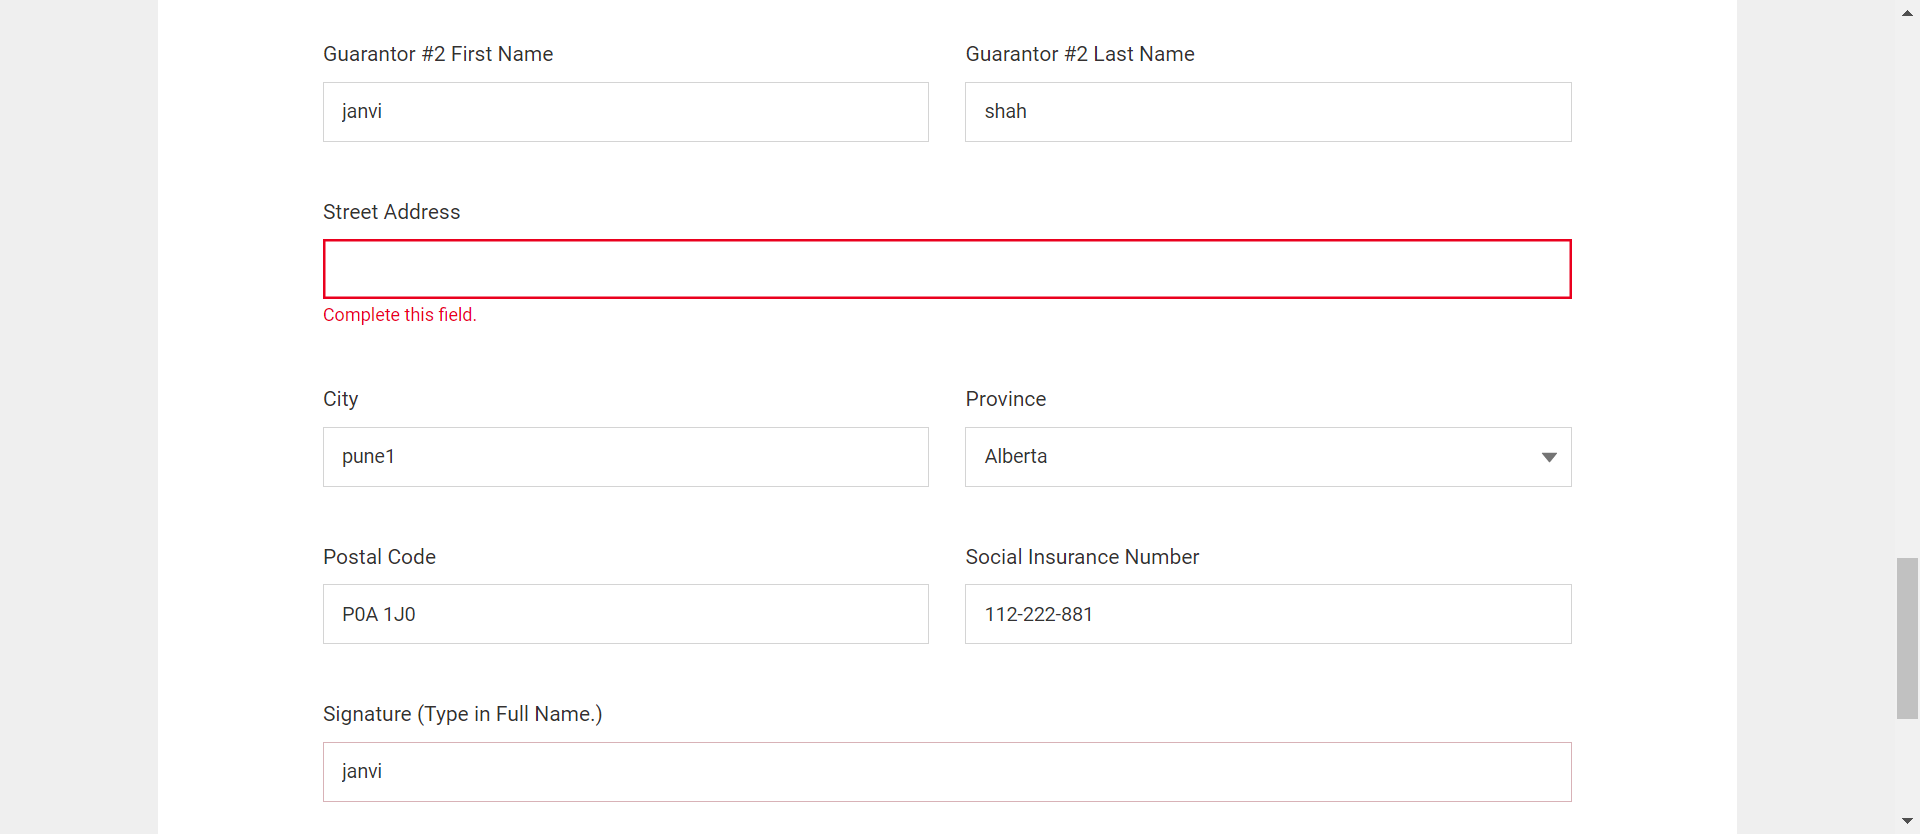 Guarantor #2 First Name
Guarantor #2 Last Name
janvi
shah
Street Address
Complete this field.
City
Province
pune1
Alberta
Postal Code
Social Insurance Number
P0A 1J0
112-222-881
Signature (Type in Full Name.)
janvi